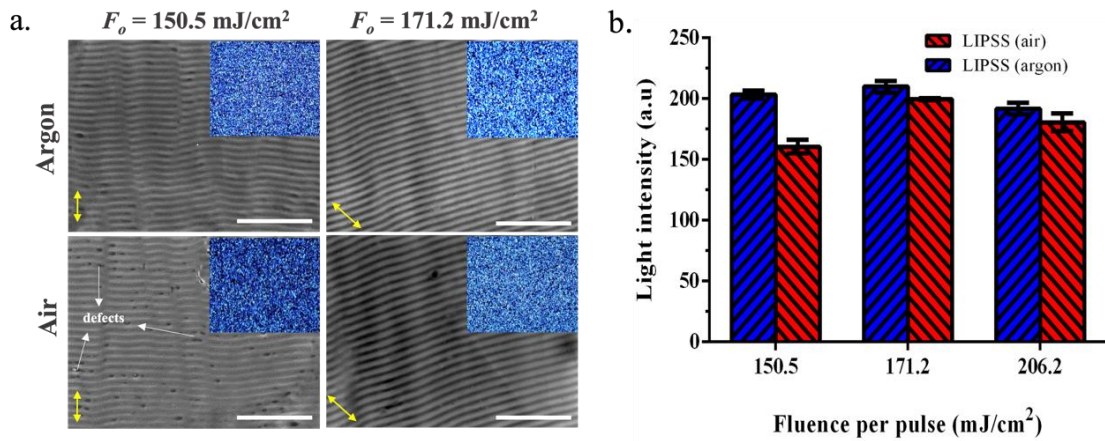 a.
Fₒ = 150.5 mJ/cm²
Fₒ = 171.2 mJ/cm²
Argon
Air
defects
b.
LIPSS (air)
LIPSS (argon)
Light intensity (a.u)
250
200
150
100
50
0
150.5
171.2
206.2
Fluence per pulse (mJ/cm²)